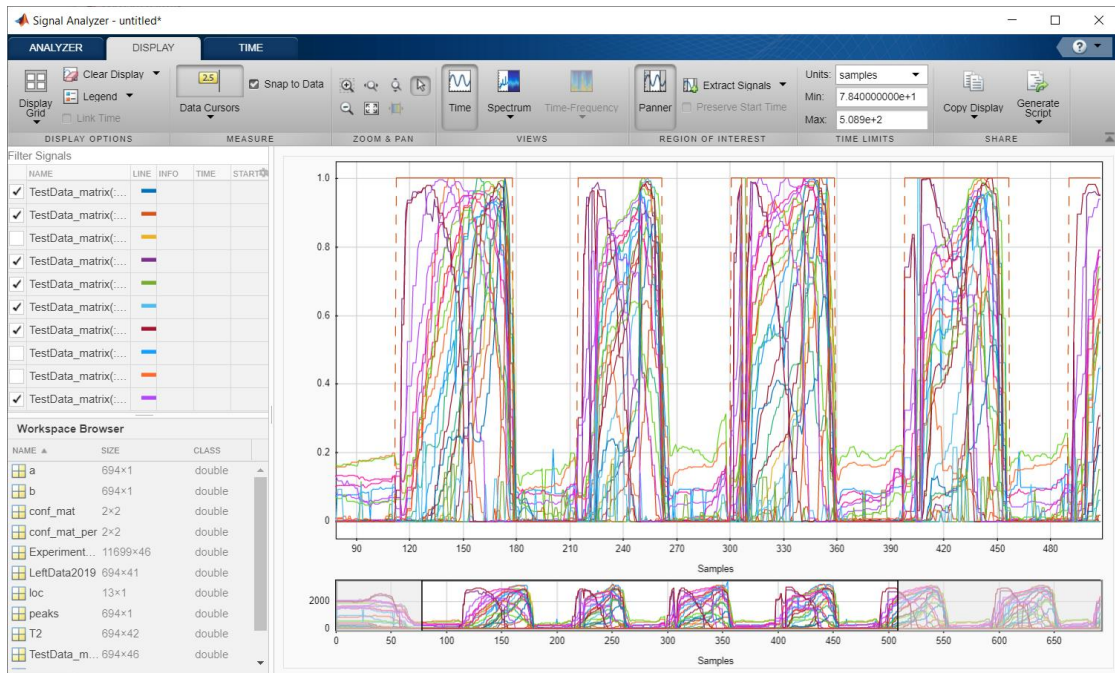 Signal Analyzer - untitled*
ANALYZER DISPLAY TIME
Display Grid
Clear Display
Legend
Link Time
2.5
Data Cursors
Snap to Data
Time
Spectrum
Time-Frequency
Panner
Extract Signals
Preserve Start Time
Units: samples
Min: 7.840000000e+1
Max: 5.089e+2
Copy Display
Generate Script
DISPLAY OPTIONS MEASURE ZOOM & PAN VIEWS REGION OF INTEREST TIME LIMITS SHARE
Filter Signals
NAME LINE INFO TIME START
TestData_matrix(:...
TestData_matrix(:...
TestData_matrix(:...
TestData_matrix(:...
TestData_matrix(:...
TestData_matrix(:...
TestData_matrix(:...
TestData_matrix(:...
TestData_matrix(:...
TestData_matrix(:...
Workspace Browser
NAME SIZE CLASS
a 694×1 double
b 694×1 double
conf_mat 2×2 double
conf_mat_per 2×2 double
Experiment... 11699×46 double
LeftData2019 694×41 double
loc 13×1 double
peaks 694×1 double
T2 694×42 double
TestData_m... 694×46 double
1.0
0.8
0.6
0.4
0.2
0
90 120 150 180 210 240 270 300 330 360 390 420 450 480
Samples
2000
0
0 50 100 150 200 250 300 350 400 450 500 550 600 650
Samples